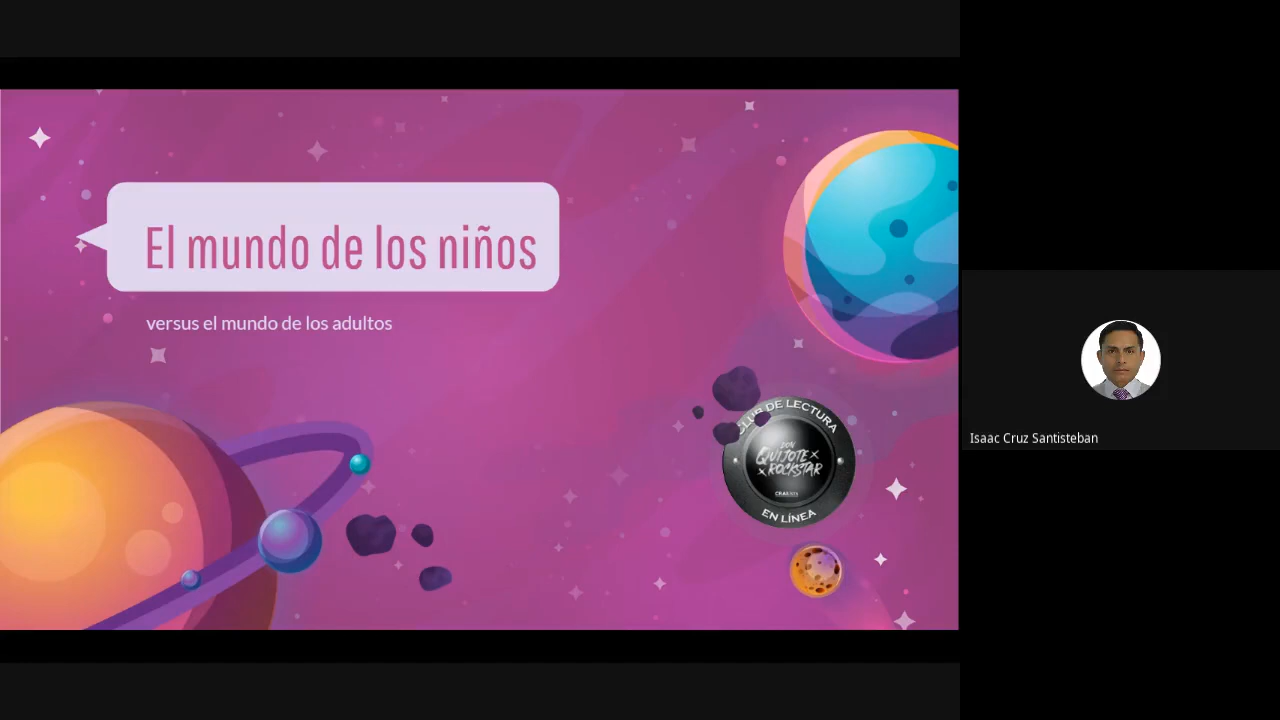 El mundo de los niños
versus el mundo de los adultos
CLUB DE LECTURA
DON
QUIJOTE
ROCKSTAR
EN LÍNEA
Isaac Cruz Santisteban